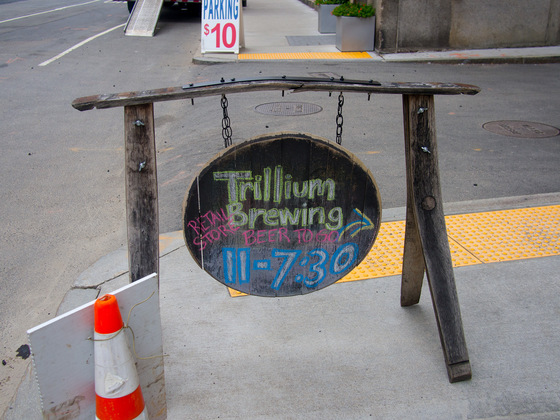 PARKING
$10
Trillium
Brewing
RETAIL
STORE
BEER TO GO
11-7:30